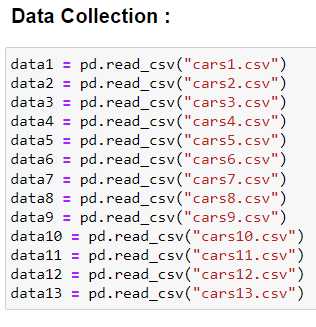 Data Collection :
data1 = pd.read_csv("cars1.csv")
data2 = pd.read_csv("cars2.csv")
data3 = pd.read_csv("cars3.csv")
data4 = pd.read_csv("cars4.csv")
data5 = pd.read_csv("cars5.csv")
data6 = pd.read_csv("cars6.csv")
data7 = pd.read_csv("cars7.csv")
data8 = pd.read_csv("cars8.csv")
data9 = pd.read_csv("cars9.csv")
data10 = pd.read_csv("cars10.csv")
data11 = pd.read_csv("cars11.csv")
data12 = pd.read_csv("cars12.csv")
data13 = pd.read_csv("cars13.csv")